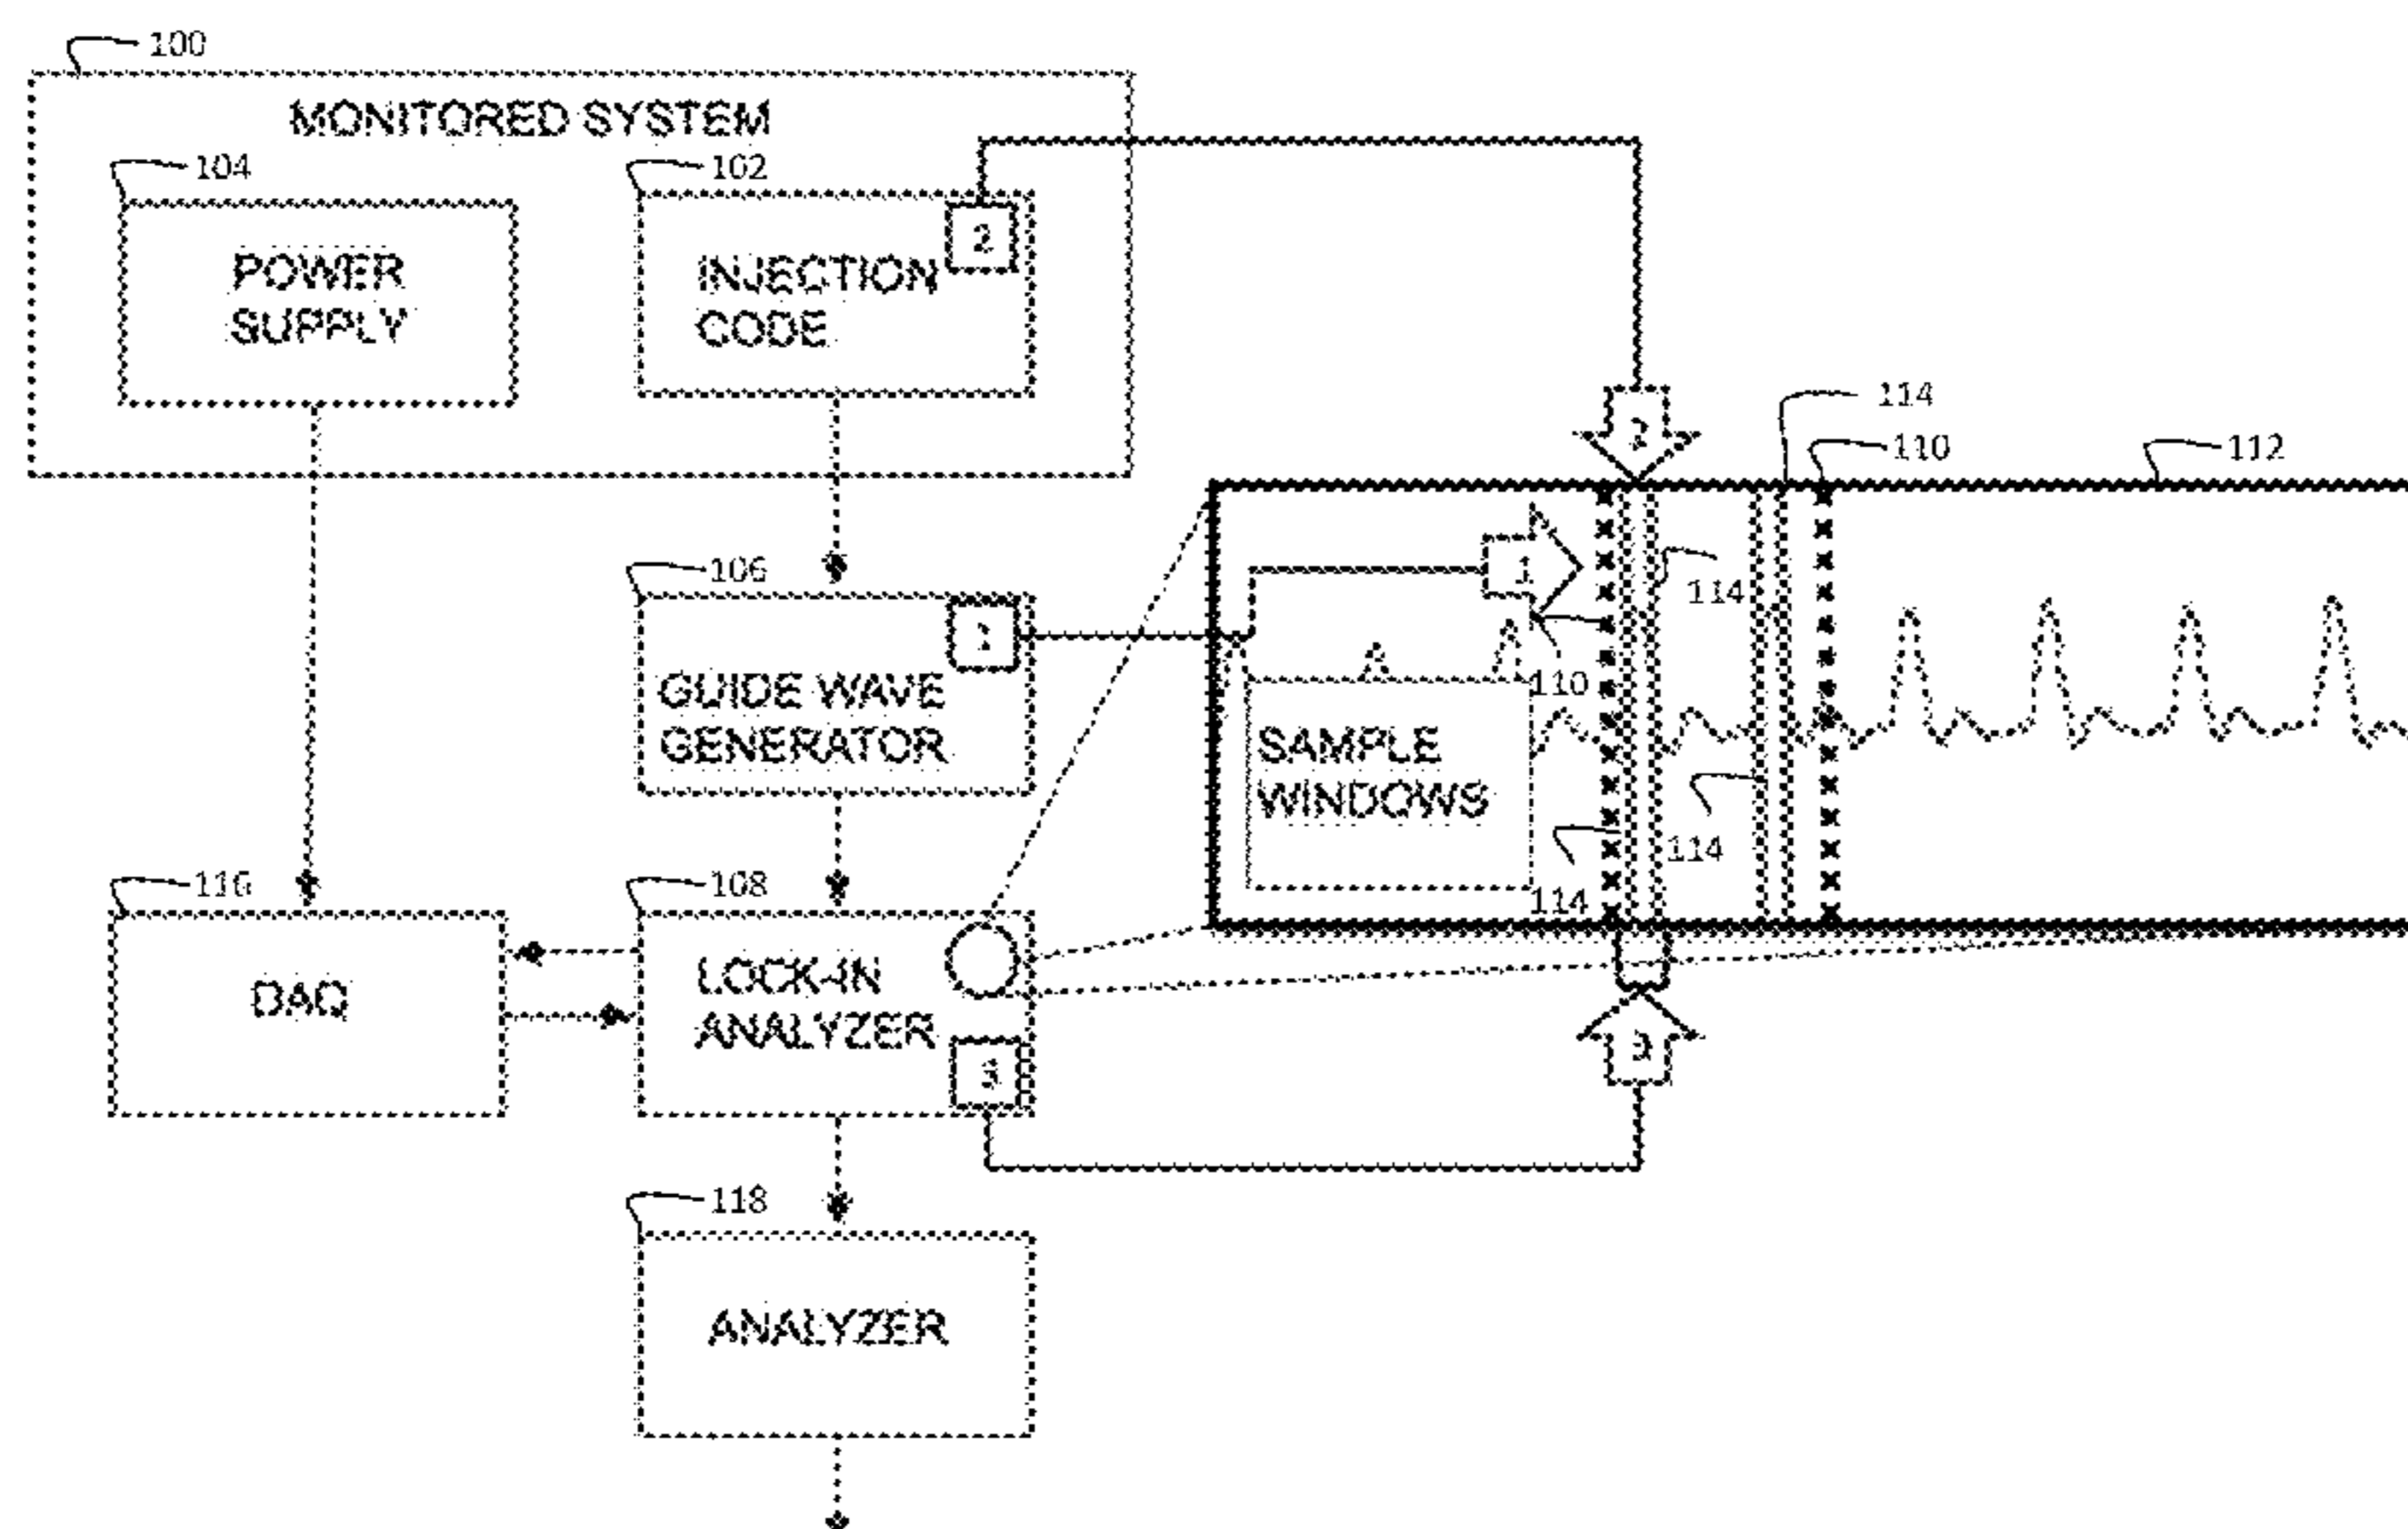 100
MONITORED SYSTEM
104
102
POWER
SUPPLY
2
INJECTION
CODE
2
114
110
112
106
1
1
114
GUIDE WAVE
GENERATOR
110
SAMPLE
WINDOWS
114
114
116
108
DAQ
LOCK-IN
ANALYZER
3
3
118
ANALYZER